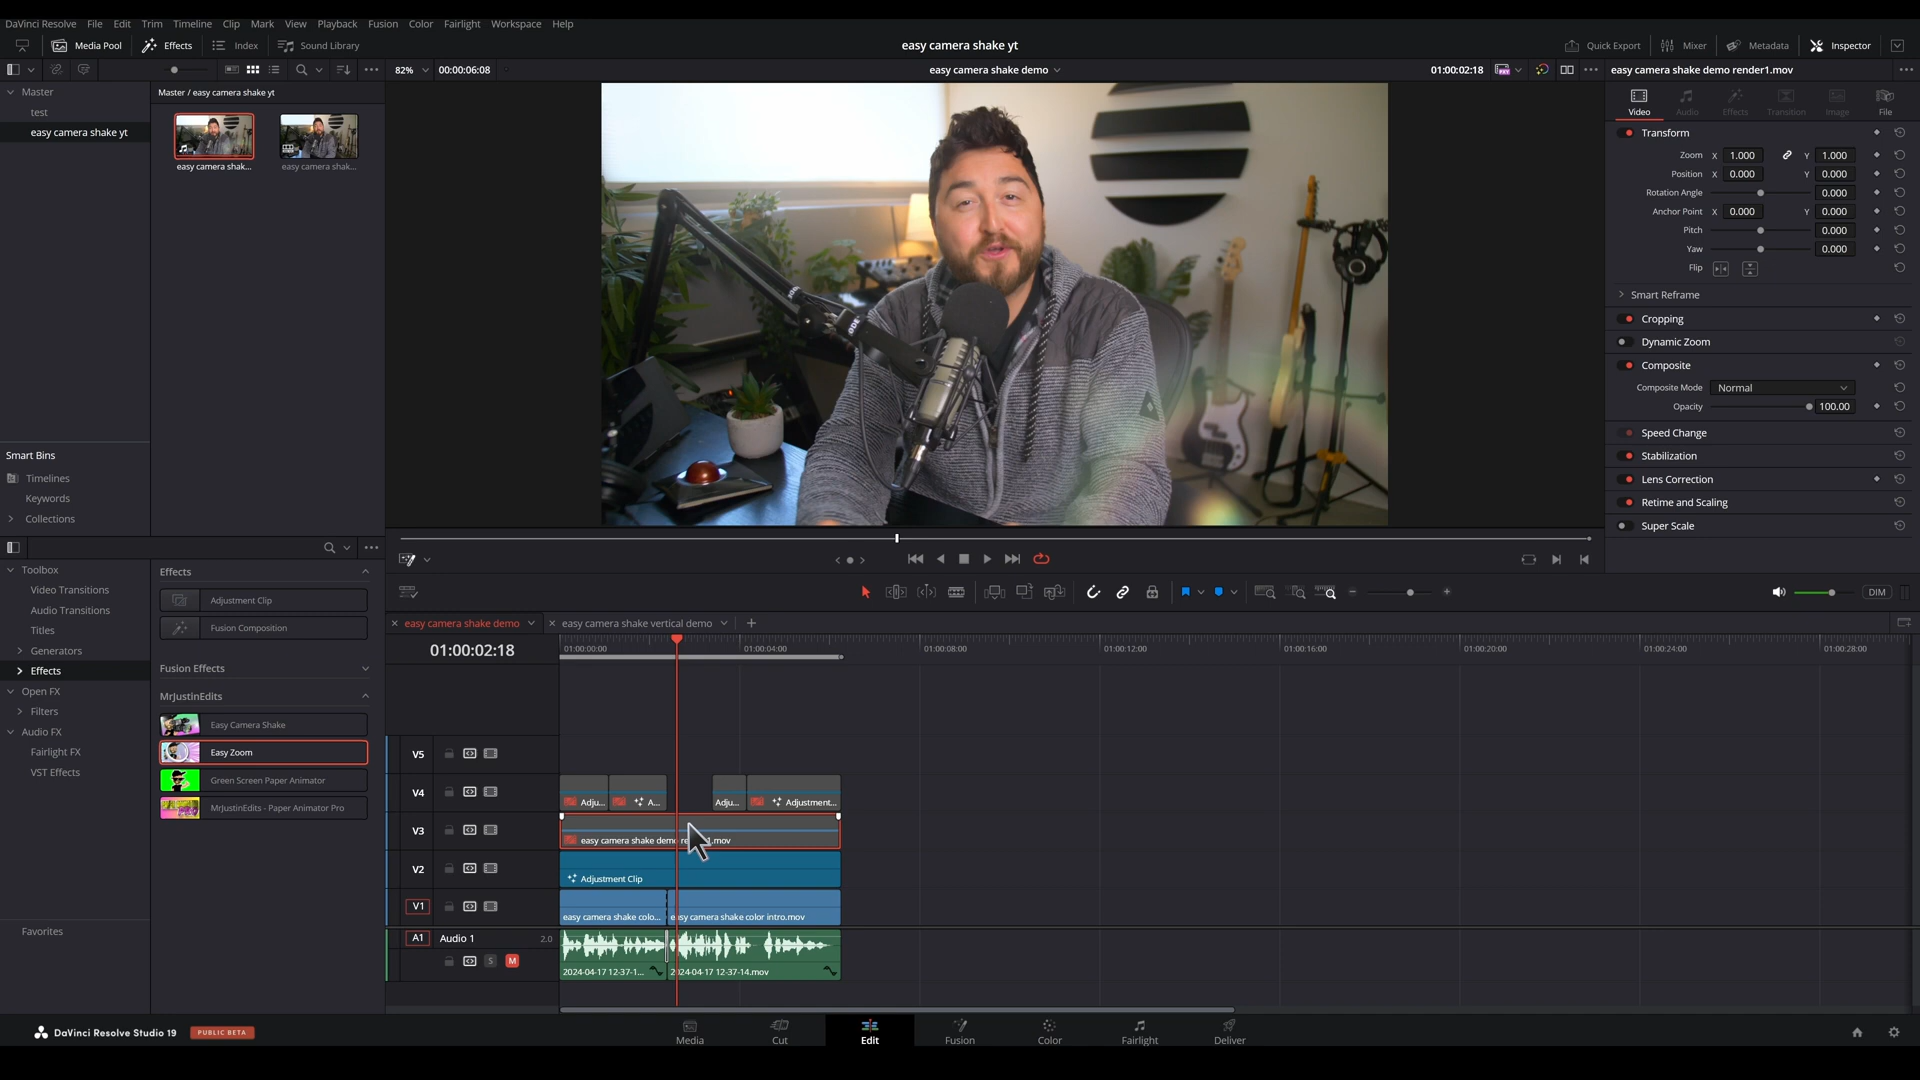 DaVinci Resolve File Edit Trim Timeline Clip Mark View Playback Fusion Color Fairlight Workspace Help
Media Pool Effects Index Sound Library easy camera shake yt Quick Export Mixer Metadata Inspector
82% 00:00:06:08 easy camera shake demo 01:00:02:18 easy camera shake demo render1.mov
Master
test
easy camera shake yt
Master / easy camera shake yt
easy camera shak...
easy camera shak...
Video Audio Effects Transition Image File
Transform
Zoom X 1.000 Y 1.000
Position X 0.000 Y 0.000
Rotation Angle 0.000
Anchor Point X 0.000 Y 0.000
Pitch 0.000
Yaw 0.000
Flip
Smart Reframe
Cropping
Dynamic Zoom
Composite
Composite Mode Normal
Opacity 100.00
Speed Change
Stabilization
Lens Correction
Retime and Scaling
Super Scale
Smart Bins
Timelines
Keywords
Collections
Toolbox
Video Transitions
Audio Transitions
Titles
Generators
Effects
Open FX
Filters
Audio FX
Fairlight FX
VST Effects
Favorites
Effects
Adjustment Clip
Fusion Composition
Fusion Effects
MrJustinEdits
Easy Camera Shake
Easy Zoom
Green Screen Paper Animator
MrJustinEdits - Paper Animator Pro
DIM
easy camera shake demo easy camera shake vertical demo
01:00:02:18 01:00:00:00 01:00:04:00 01:00:08:00 01:00:12:00 01:00:16:00 01:00:20:00 01:00:24:00 01:00:28:00
V5
V4 Adju... A... Adju... Adjustment...
V3 easy camera shake demo
.mov
V2 Adjustment Clip
V1 easy camera shake colo... easy camera shake color intro.mov
A1 Audio 1 2.0
S M 2024-04-17 12-37-1... 2024-04-17 12-37-14.mov
DaVinci Resolve Studio 19 PUBLIC BETA
Media Cut Edit Fusion Color Fairlight Deliver